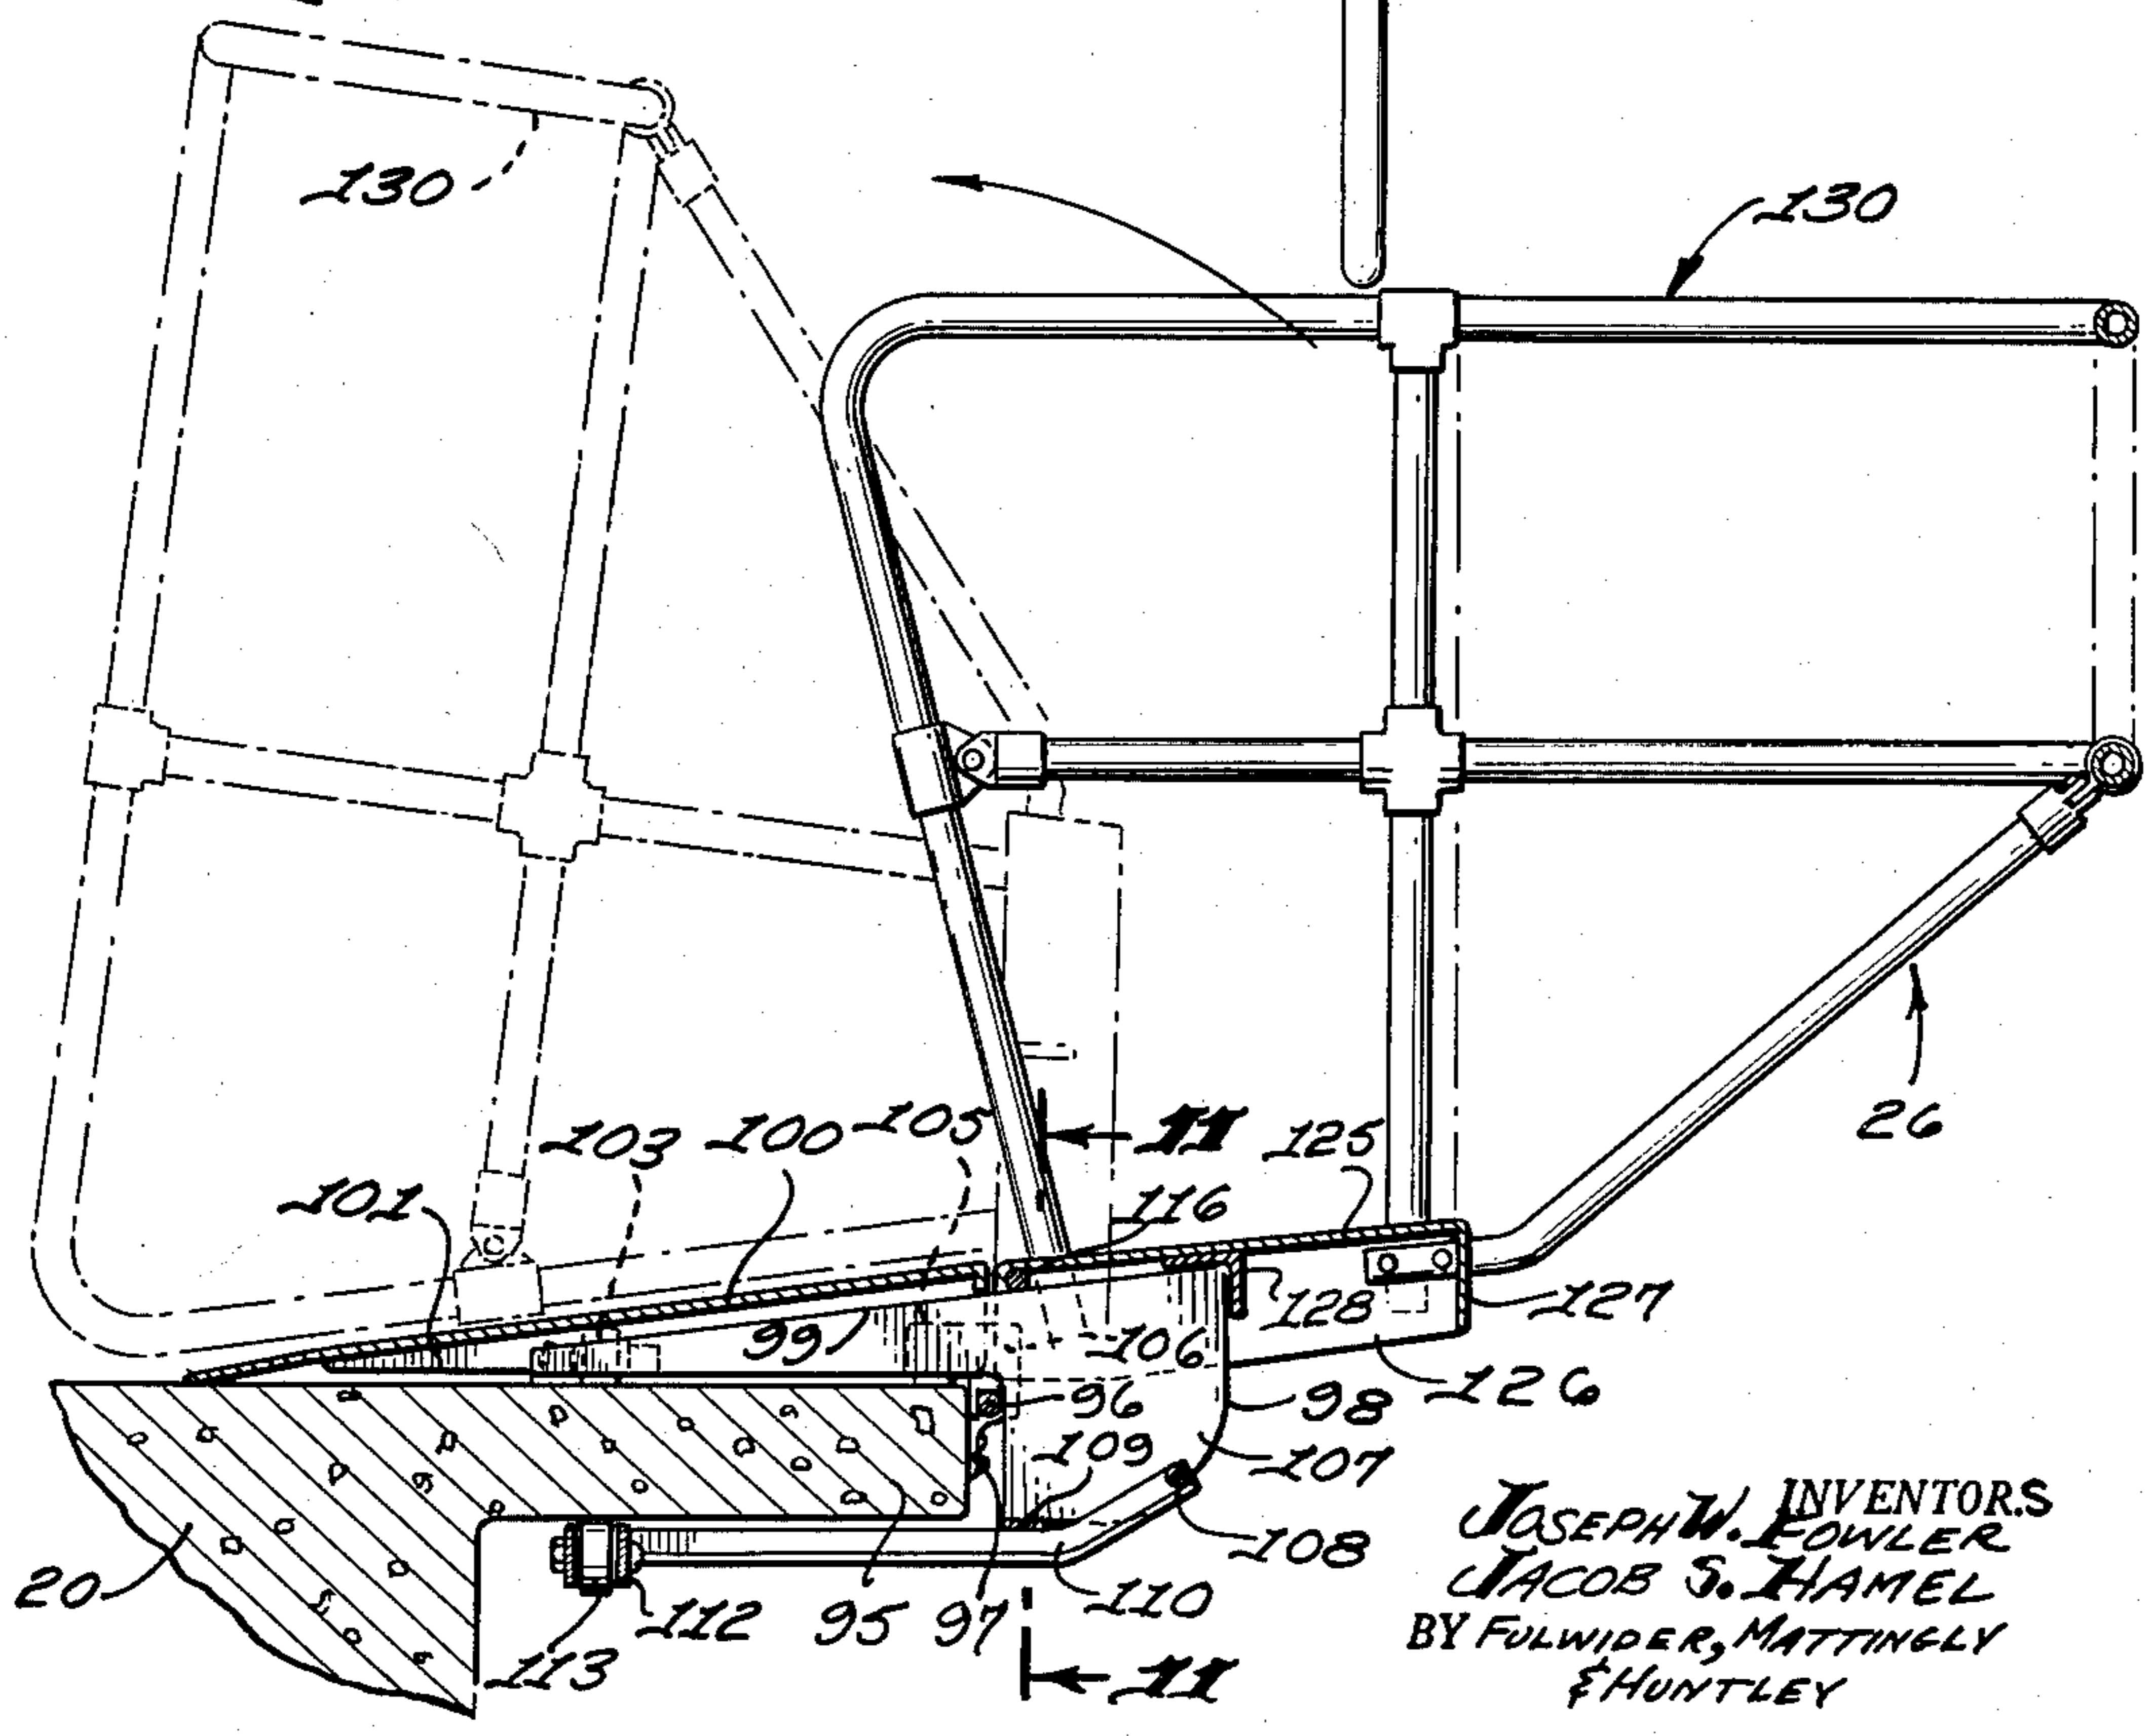 130
130
26
103 100 105 11 125
101 116
99 106 128 127
96 98 126
109 107
108
20 113 112 95 97 110
11
INVENTORS
JOSEPH W. FOWLER
JACOB S. HAMEL
BY FULWIDER, MATTINGLY
& HUNTLEY